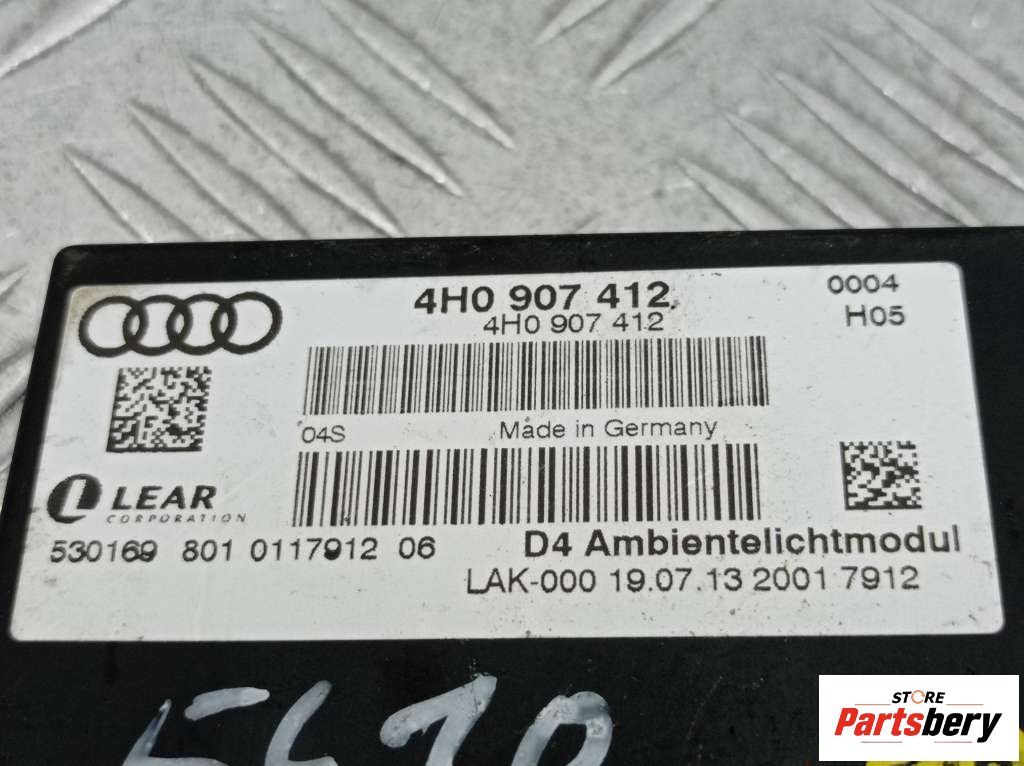 4H0 907 412
0004
4H0 907 412
H05
04S Made in Germany
LEAR
CORPORATION
530169 801 0117912 06
D4 Ambientelichtmodul
LAK-000 19.07.13 2001 7912
STORE
Partsbery